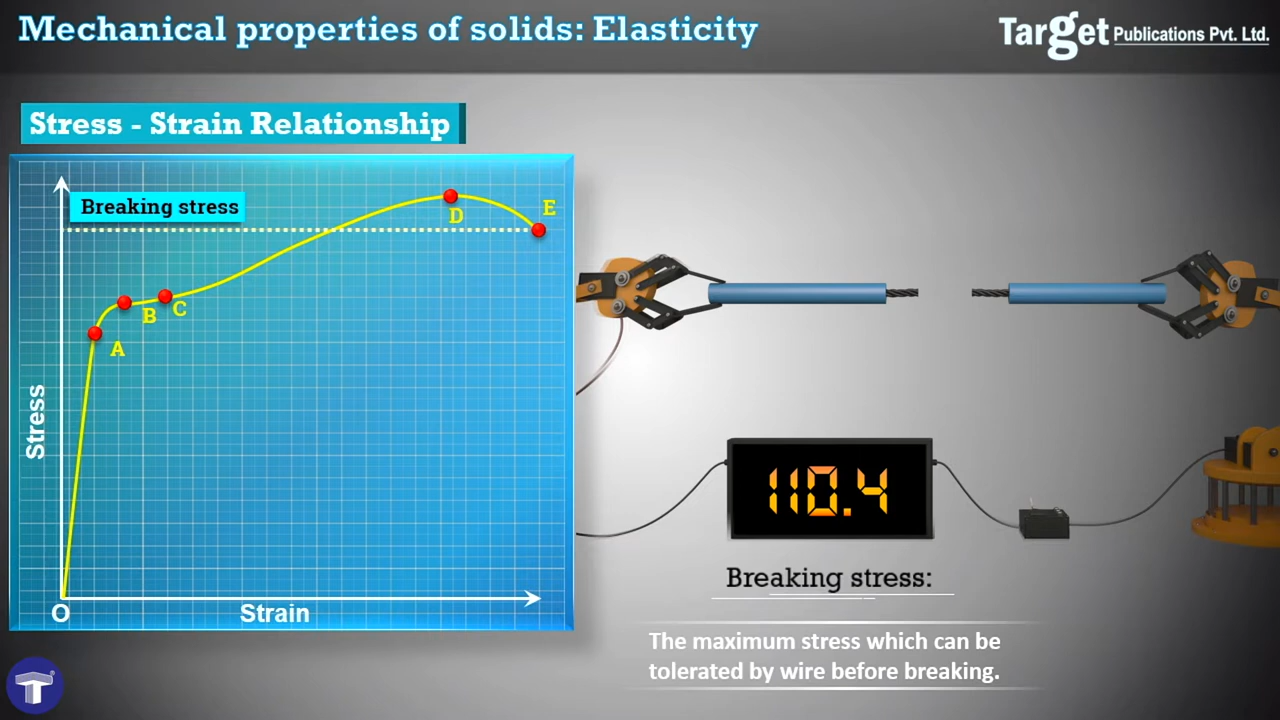 Mechanical properties of solids: Elasticity
Target Publications Pvt. Ltd.
Stress - Strain Relationship
Breaking stress
D
E
B
C
A
Stress
O
Strain
110.4
Breaking stress:
The maximum stress which can be
tolerated by wire before breaking.
T